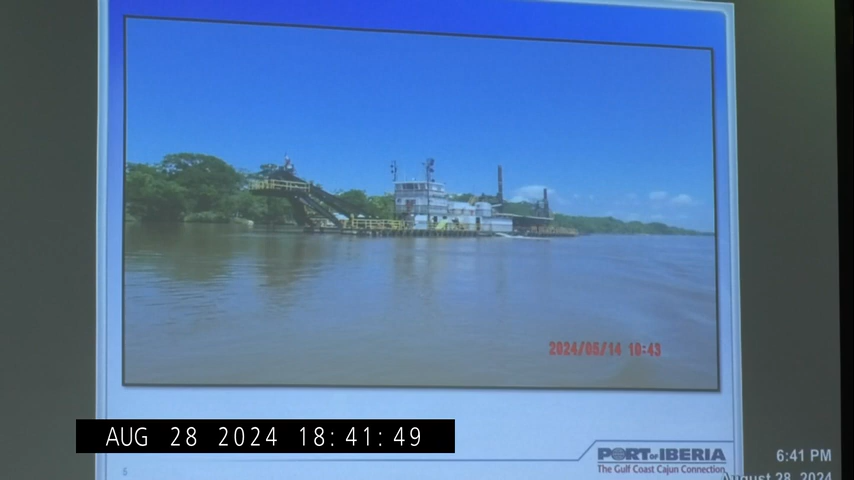 2024/05/14 10:43
AUG 28 2024 18:41:49
PORT OF IBERIA
The Gulf Coast Cajun Connection
6
6:41 PM
August 28, 2024